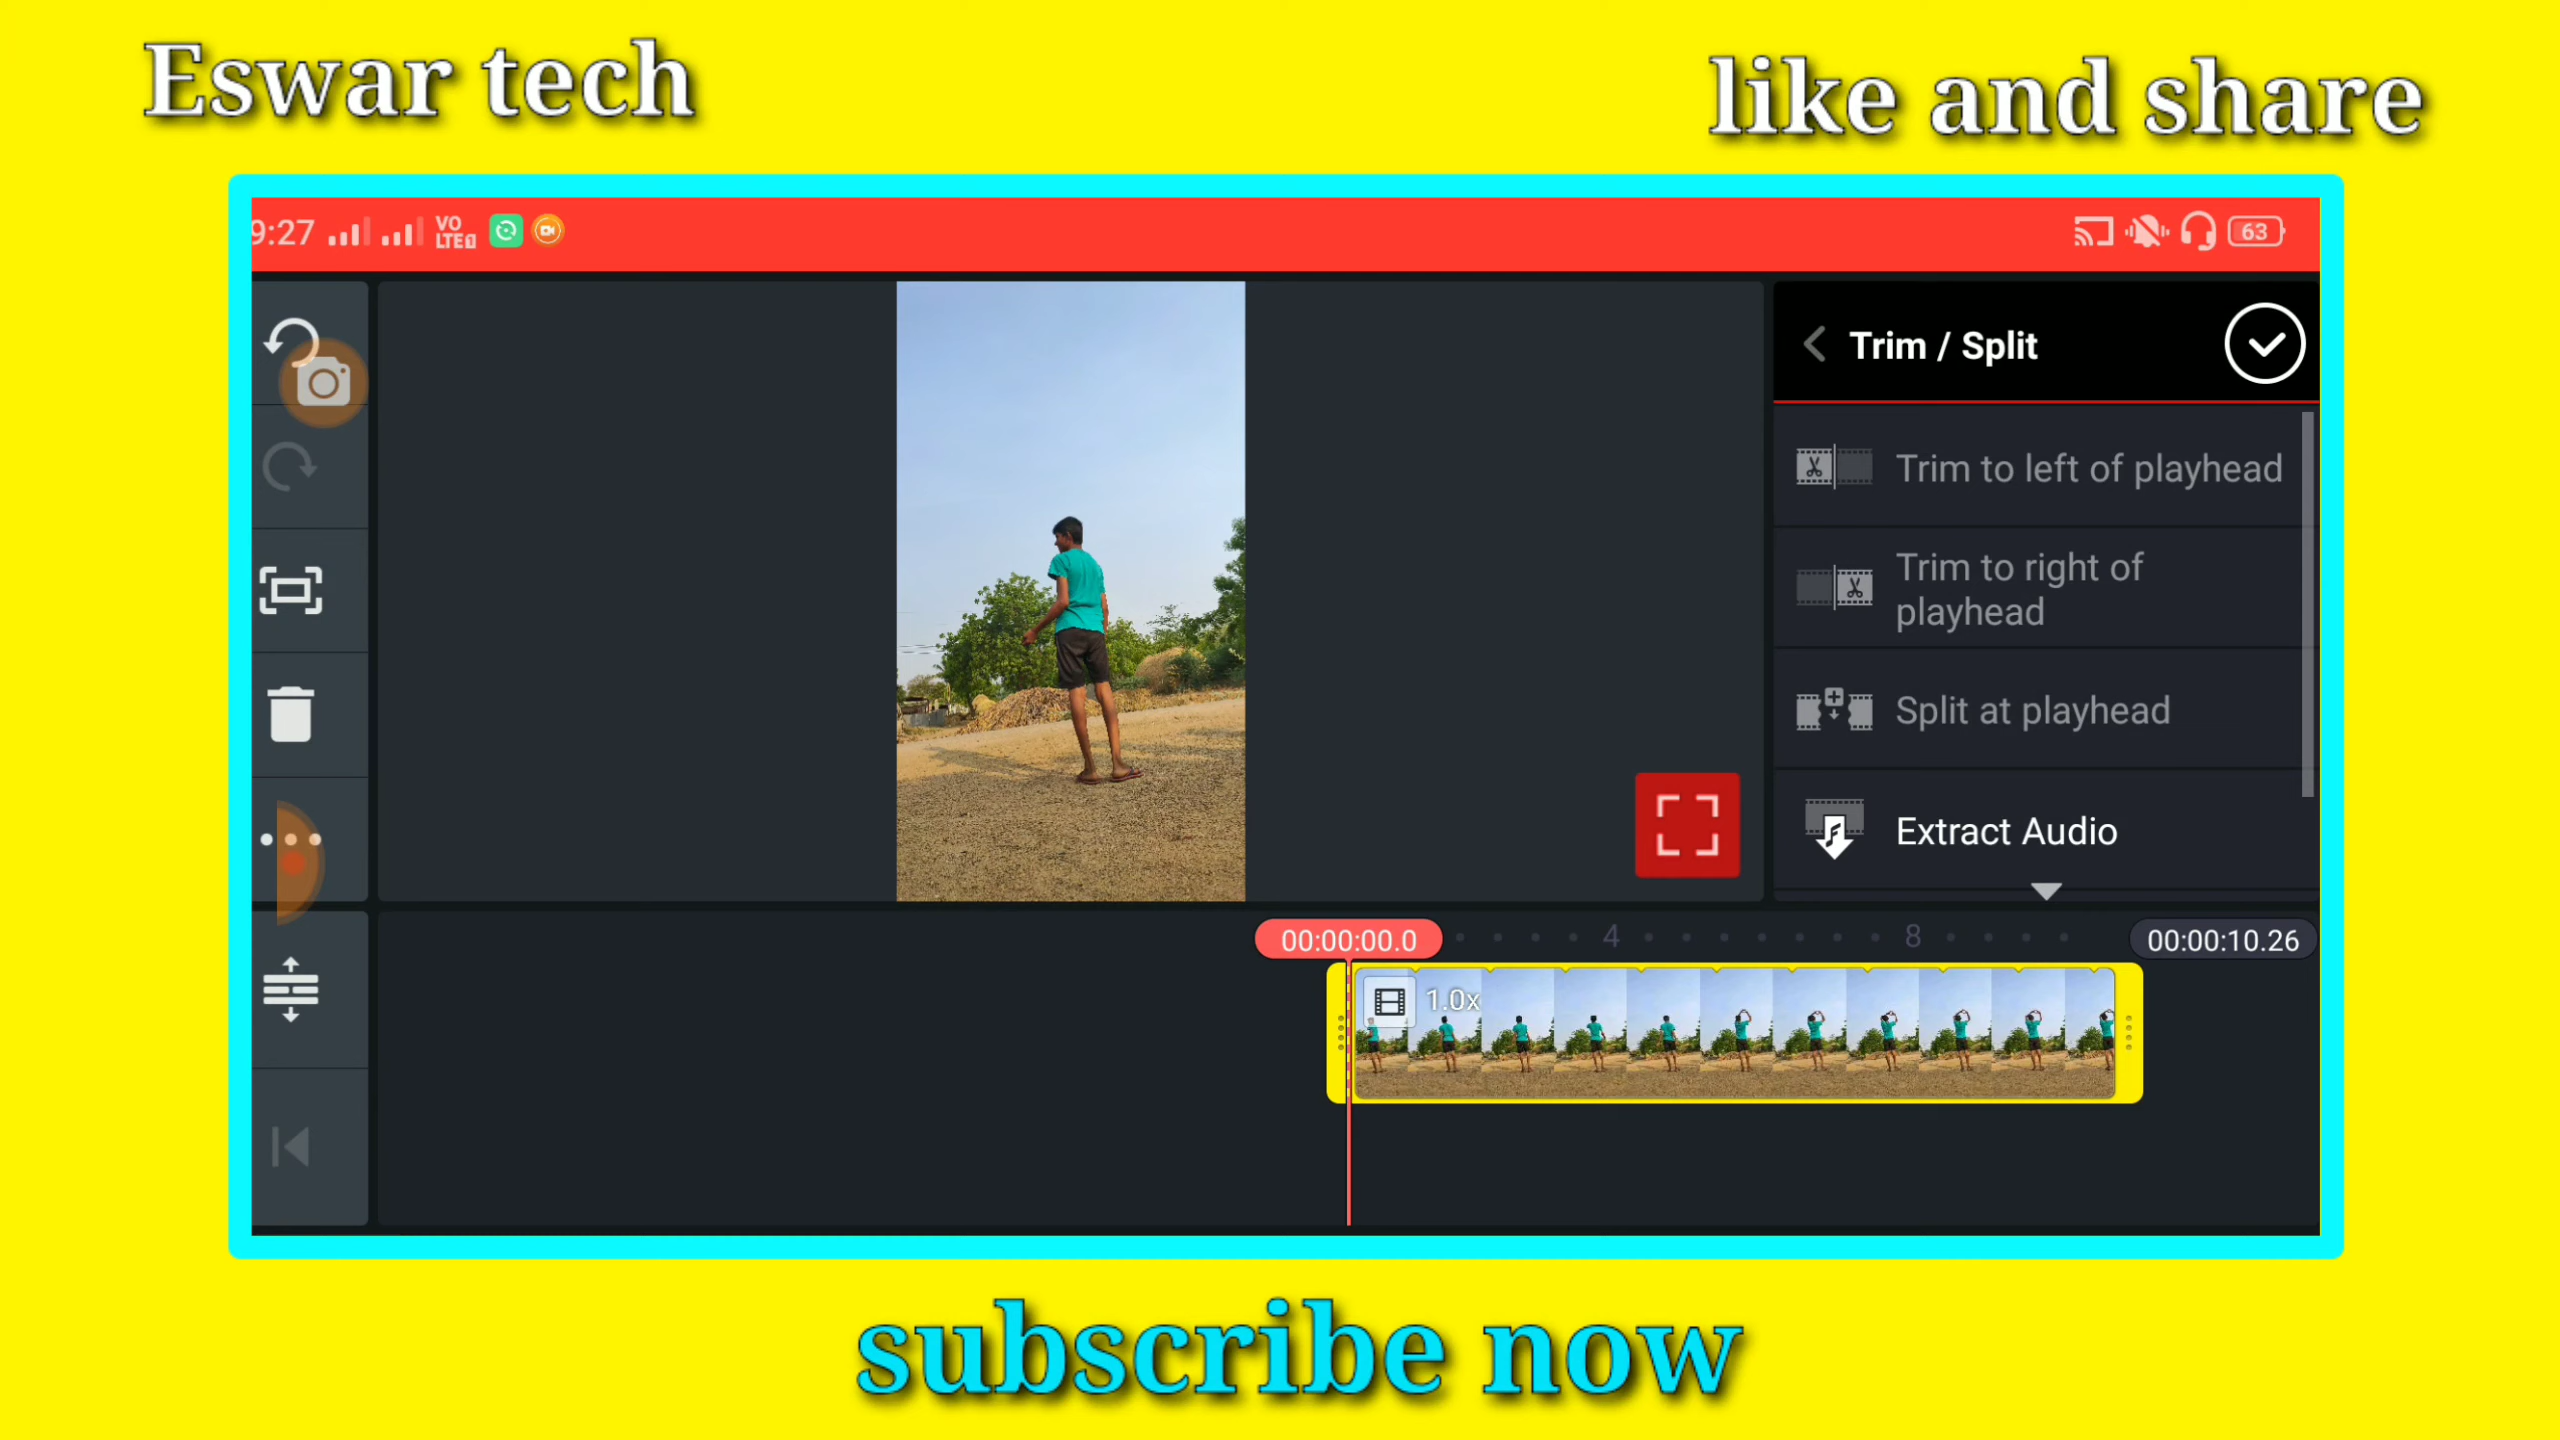 Eswar tech
like and share
9:27
VO
LTE
63
Trim / Split
Trim to left of playhead
Trim to right of
playhead
Split at playhead
Extract Audio
00:00:00.0
4
8
00:00:10.26
1.0x
subscribe now